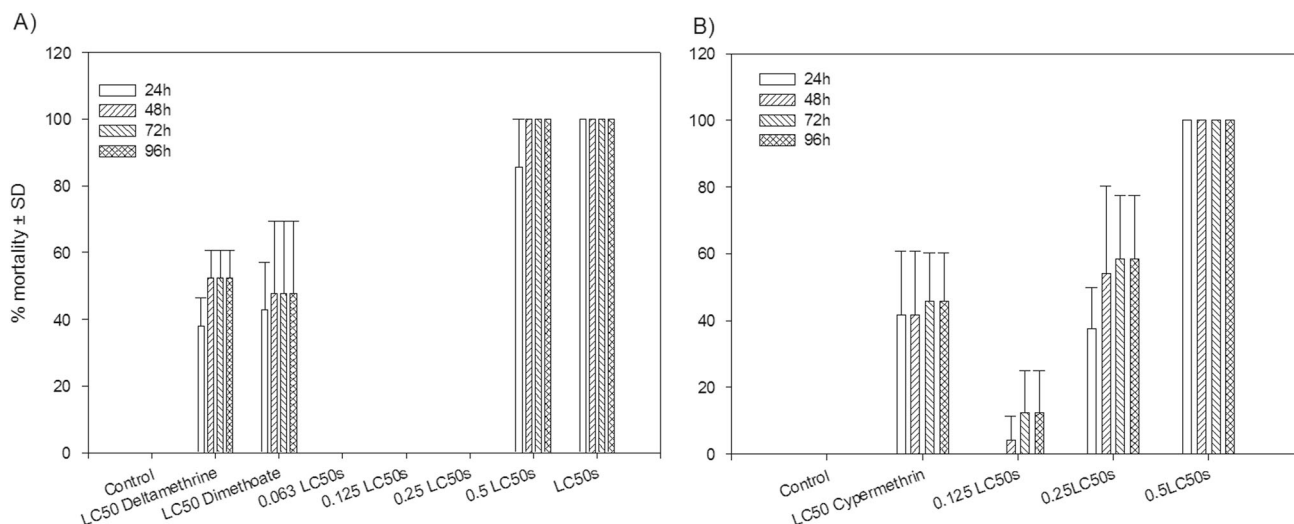 A)
% mortality ± SD
120
100
80
60
40
20
0
24h
48h
72h
96h
Control
LC50 Deltamethrine
LC50 Dimethoate
0.063 LC50s
0.125 LC50s
0.25 LC50s
0.5 LC50s
LC50s
B)
120
100
80
60
40
20
0
24h
48h
72h
96h
Control
LC50 Cypermethrin
0.125 LC50s
0.25LC50s
0.5LC50s